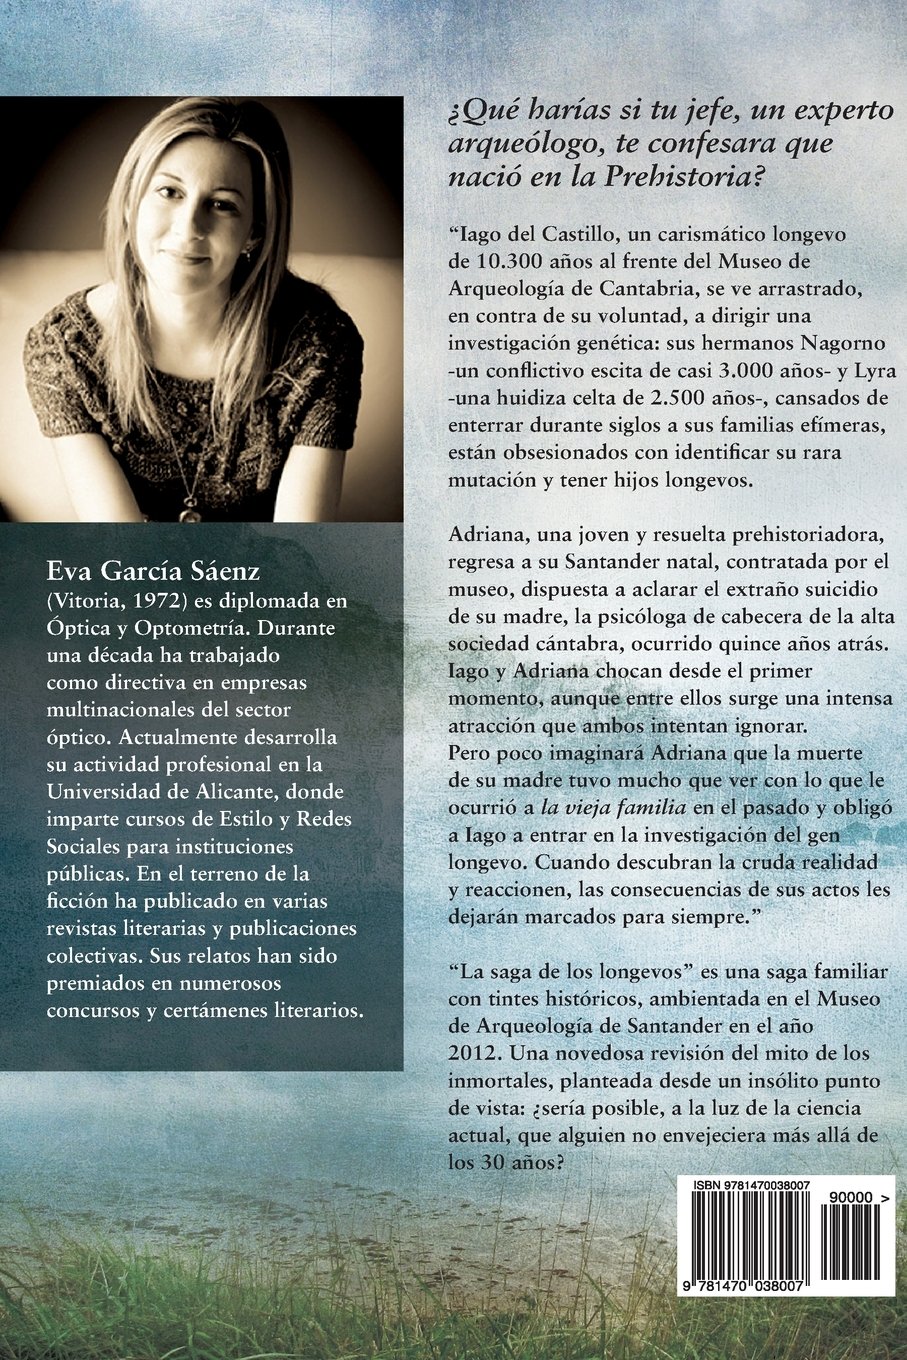 ¿Qué harías si tu jefe, un experto
arqueólogo, te confesara que
nació en la Prehistoria?
“Iago del Castillo, un carismático longevo
de 10.300 años al frente del Museo de
Arqueología de Cantabria, se ve arrastrado,
en contra de su voluntad, a dirigir una
investigación genética: sus hermanos Nagorno
-un conflictivo escita de casi 3.000 años- y Lyra
-una huidiza celta de 2.500 años-, cansados de
enterrar durante siglos a sus familias efímeras,
están obsesionados con identificar su rara
mutación y tener hijos longevos.
Adriana, una joven y resuelta prehistoriadora,
regresa a su Santander natal, contratada por el
museo, dispuesta a aclarar el extraño suicidio
de su madre, la psicóloga de cabecera de la alta
sociedad cántabra, ocurrido quince años atrás.
Iago y Adriana chocan desde el primer
momento, aunque entre ellos surge una intensa
atracción que ambos intentan ignorar.
Pero poco imaginará Adriana que la muerte
de su madre tuvo mucho que ver con lo que le
ocurrió a la vieja familia en el pasado y obligó
a Iago a entrar en la investigación del gen
longevo. Cuando descubran la cruda realidad
y reaccionen, las consecuencias de sus actos les
dejarán marcados para siempre.”
“La saga de los longevos” es una saga familiar
con tintes históricos, ambientada en el Museo
de Arqueología de Santander en el año
2012. Una novedosa revisión del mito de los
inmortales, planteada desde un insólito punto
de vista: ¿sería posible, a la luz de la ciencia
actual, que alguien no envejeciera más allá de
los 30 años?
Eva García Sáenz
(Vitoria, 1972) es diplomada en
Óptica y Optometría. Durante
una década ha trabajado
como directiva en empresas
multinacionales del sector
óptico. Actualmente desarrolla
su actividad profesional en la
Universidad de Alicante, donde
imparte cursos de Estilo y Redes
Sociales para instituciones
públicas. En el terreno de la
ficción ha publicado en varias
revistas literarias y publicaciones
colectivas. Sus relatos han sido
premiados en numerosos
concursos y certámenes literarios.
ISBN 9781470038007
90000 >
9 781470 038007